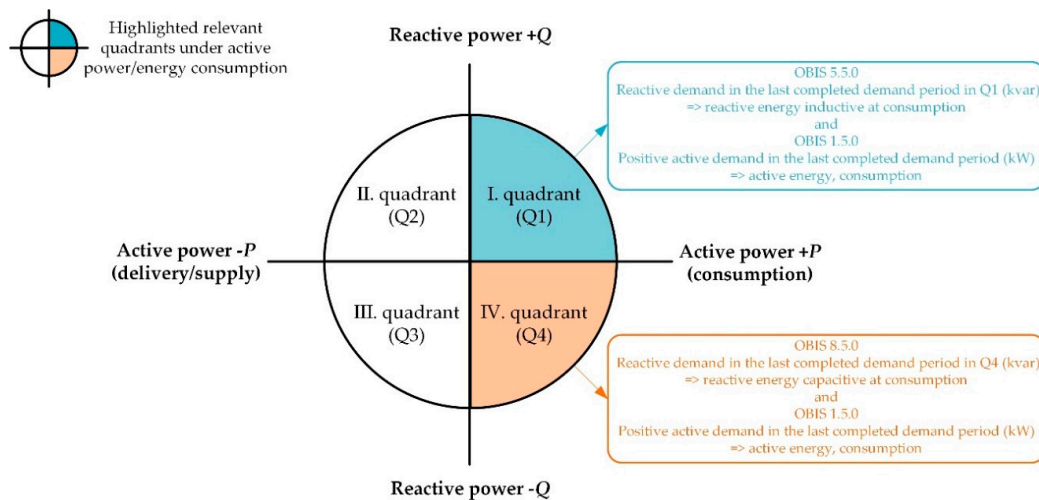 Highlighted relevant
quadrants under active
power/energy consumption
Reactive power +Q
OBIS 5.5.0
Reactive demand in the last completed demand period in Q1 (kvar)
=> reactive energy inductive at consumption
and
OBIS 1.5.0
Positive active demand in the last completed demand period (kW)
=> active energy, consumption
II. quadrant
(Q2)
I. quadrant
(Q1)
Active power -P
(delivery/supply)
Active power +P
(consumption)
III. quadrant
(Q3)
IV. quadrant
(Q4)
OBIS 8.5.0
Reactive demand in the last completed demand period in Q4 (kvar)
=> reactive energy capacitive at consumption
and
OBIS 1.5.0
Positive active demand in the last completed demand period (kW)
=> active energy, consumption
Reactive power -Q